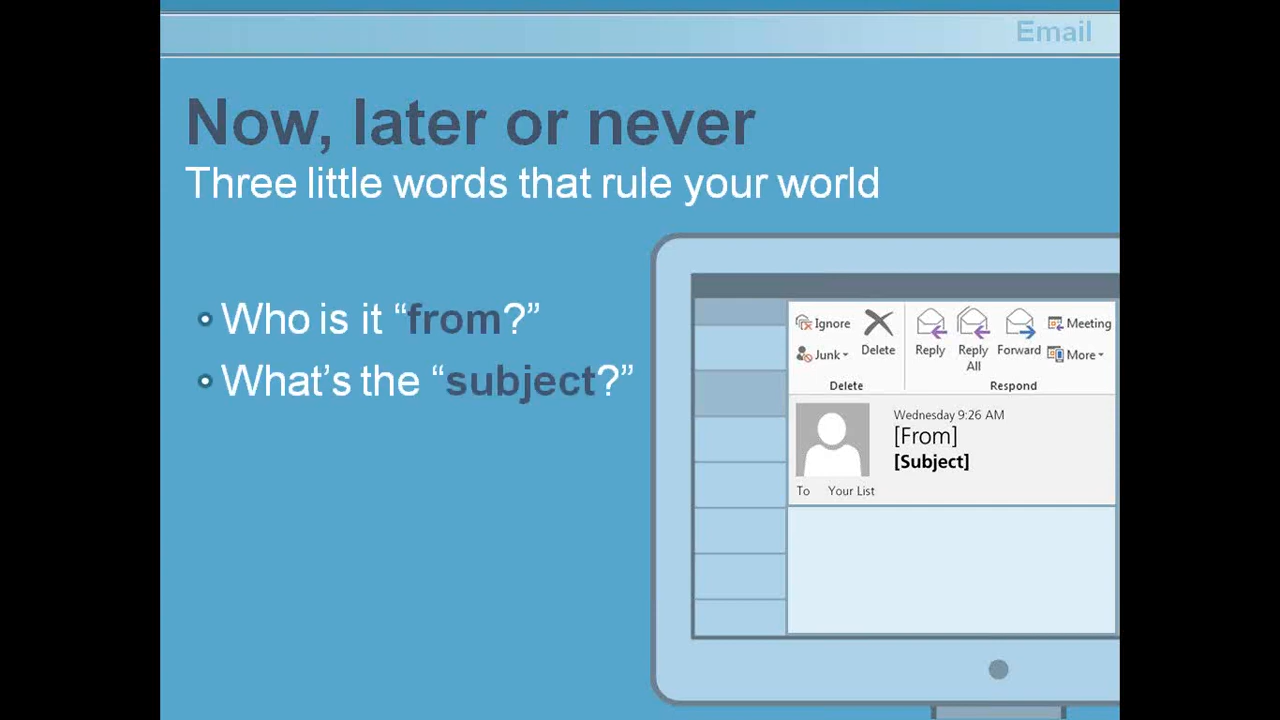 Email
Now, later or never
Three little words that rule your world
• Who is it “from?”
• What’s the “subject?”
Ignore
Junk
Delete
Delete
Reply
Reply All
Forward
Meeting
More
Respond
Wednesday 9:26 AM
[From]
[Subject]
To Your List